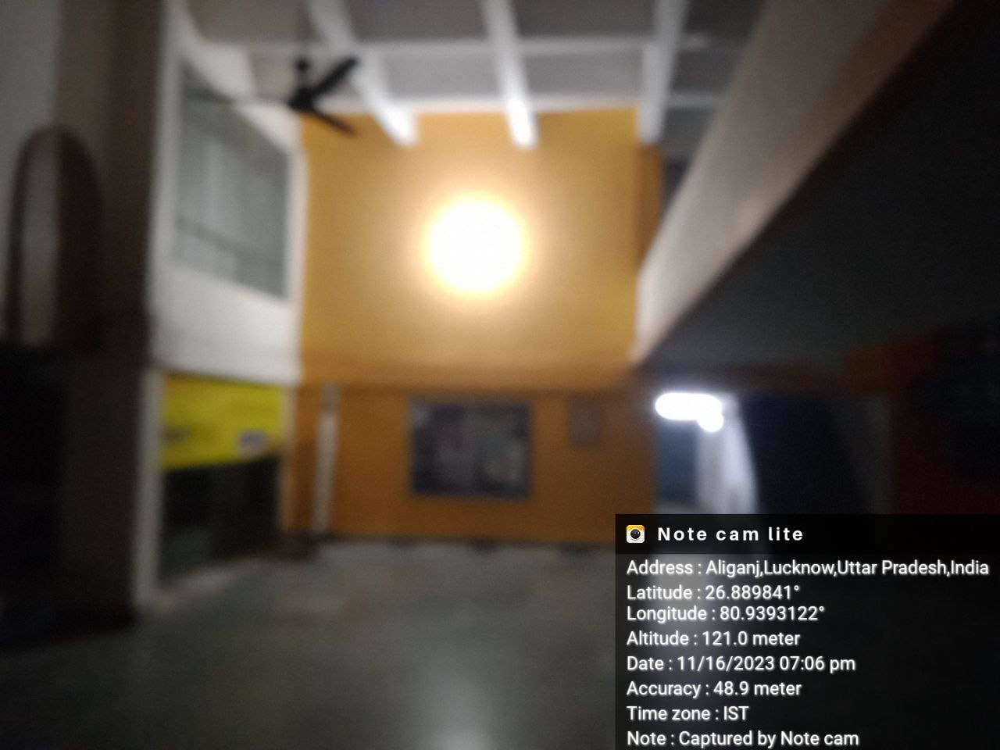 Note cam lite
Address : Aliganj,Lucknow,Uttar Pradesh,India
Latitude : 26.889841°
Longitude : 80.9393122°
Altitude : 121.0 meter
Date : 11/16/2023 07:06 pm
Accuracy : 48.9 meter
Time zone : IST
Note : Captured by Note cam